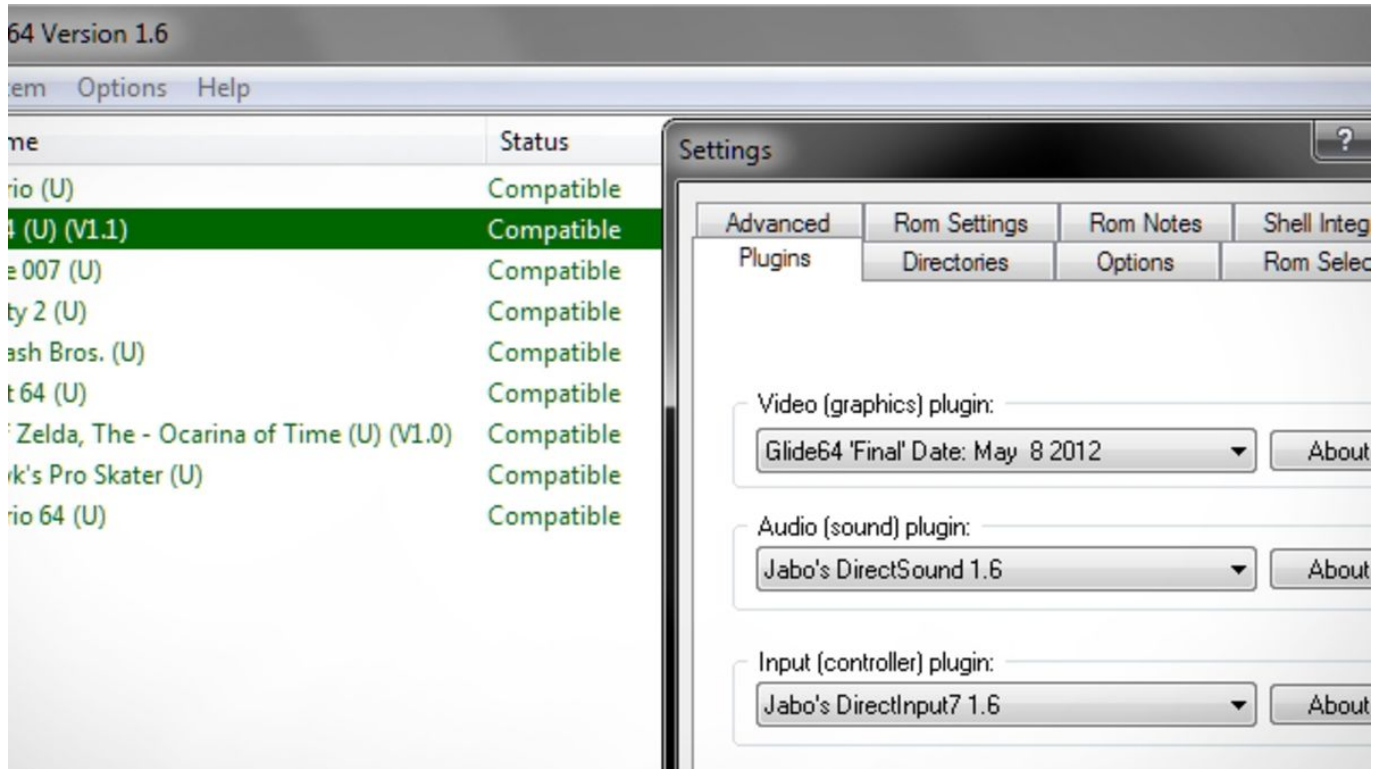 64 Version 1.6
tem Options Help
me Status
rio (U) Compatible
4 (U) (V1.1) Compatible
e 007 (U) Compatible
ty 2 (U) Compatible
ash Bros. (U) Compatible
t 64 (U) Compatible
f Zelda, The - Ocarina of Time (U) (V1.0) Compatible
vk's Pro Skater (U) Compatible
rio 64 (U) Compatible
Settings ?
Advanced Rom Settings Rom Notes Shell Integ
Plugins Directories Options Rom Selec
Video (graphics) plugin:
Glide64 'Final' Date: May 8 2012 About
Audio (sound) plugin:
Jabo's DirectSound 1.6 About
Input (controller) plugin:
Jabo's DirectInput7 1.6 About